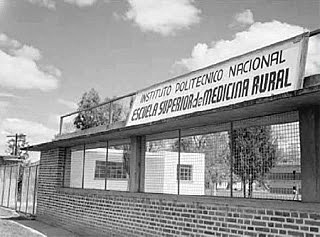 INSTITUTO POLITECNICO NACIONAL
ESCUELA SUPERIOR de MEDICINA RURAL